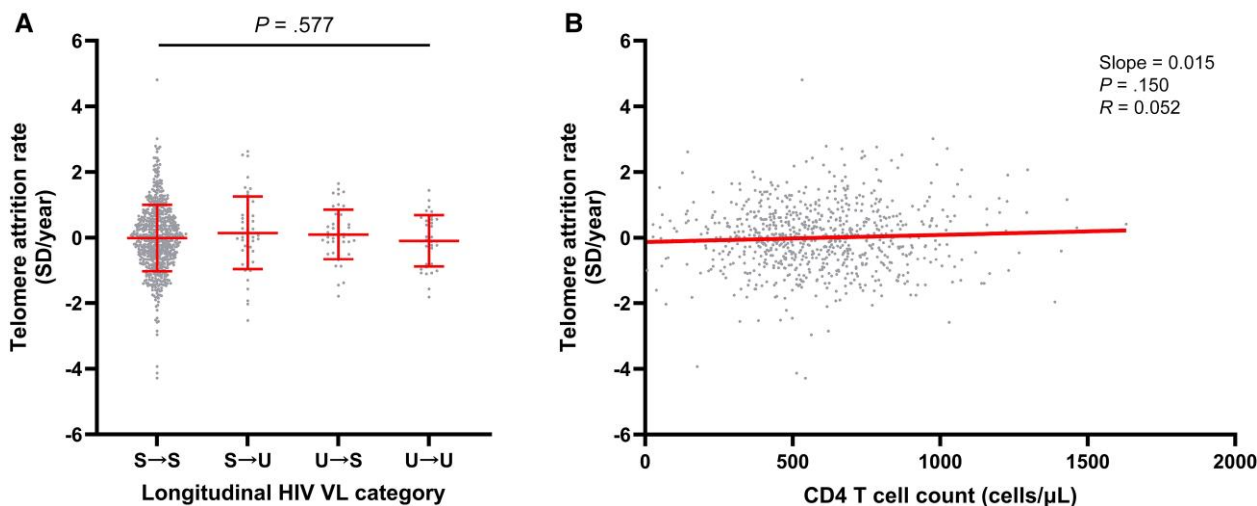 A
P = .577
6
4
2
0
-2
-4
-6
Telomere attrition rate
(SD/year)
S→S
S→U
U→S
U→U
Longitudinal HIV VL category
B
Slope = 0.015
P = .150
R = 0.052
6
4
2
0
-2
-4
-6
Telomere attrition rate
(SD/year)
0
500
1000
1500
2000
CD4 T cell count (cells/µL)